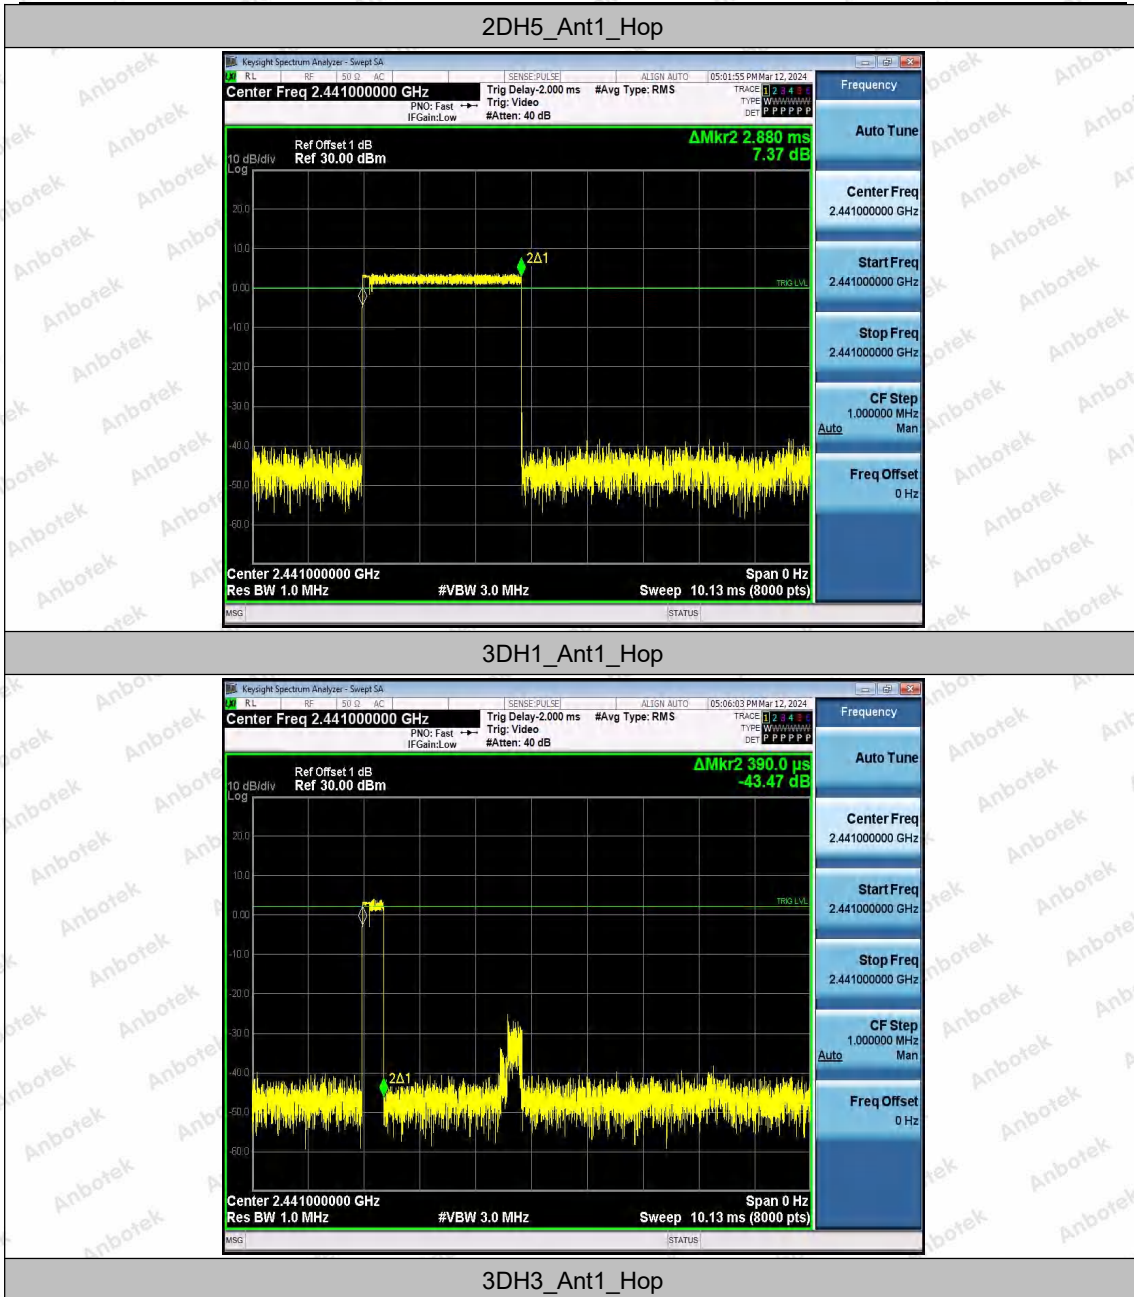 2DH5_Ant1_Hop
Keysight Spectrum Analyzer - Swept SA
RL RF 50 Ω AC SENSE:PULSE ALIGN AUTO 05:01:55 PM Mar 12, 2024
Center Freq 2.441000000 GHz
PNO: Fast
IFGain:Low
Trig Delay-2.000 ms
Trig: Video
#Atten: 40 dB
#Avg Type: RMS
TRACE 1 2 3 4 5 6
TYPE WWWWWW
DET P P P P P P
ΔMkr2 2.880 ms
7.37 dB
10 dB/div
Log
Ref Offset 1 dB
Ref 30.00 dBm
20.0
10.0
0.00
-10.0
-20.0
-30.0
-40.0
-50.0
-60.0
2Δ1
TRIG LVL
Center 2.441000000 GHz
Span 0 Hz
Res BW 1.0 MHz
#VBW 3.0 MHz
Sweep 10.13 ms (8000 pts)
MSG
STATUS
Frequency
Auto Tune
Center Freq
2.441000000 GHz
Start Freq
2.441000000 GHz
Stop Freq
2.441000000 GHz
CF Step
1.000000 MHz
Auto Man
Freq Offset
0 Hz
3DH1_Ant1_Hop
Keysight Spectrum Analyzer - Swept SA
RL RF 50 Ω AC SENSE:PULSE ALIGN AUTO 05:06:03 PM Mar 12, 2024
Center Freq 2.441000000 GHz
PNO: Fast
IFGain:Low
Trig Delay-2.000 ms
Trig: Video
#Atten: 40 dB
#Avg Type: RMS
TRACE 1 2 3 4 5 6
TYPE WWWWWW
DET P P P P P P
ΔMkr2 390.0 µs
-43.47 dB
10 dB/div
Log
Ref Offset 1 dB
Ref 30.00 dBm
20.0
10.0
0.00
-10.0
-20.0
-30.0
-40.0
-50.0
-60.0
2Δ1
TRIG LVL
Center 2.441000000 GHz
Span 0 Hz
Res BW 1.0 MHz
#VBW 3.0 MHz
Sweep 10.13 ms (8000 pts)
MSG
STATUS
Frequency
Auto Tune
Center Freq
2.441000000 GHz
Start Freq
2.441000000 GHz
Stop Freq
2.441000000 GHz
CF Step
1.000000 MHz
Auto Man
Freq Offset
0 Hz
3DH3_Ant1_Hop
Anbotek